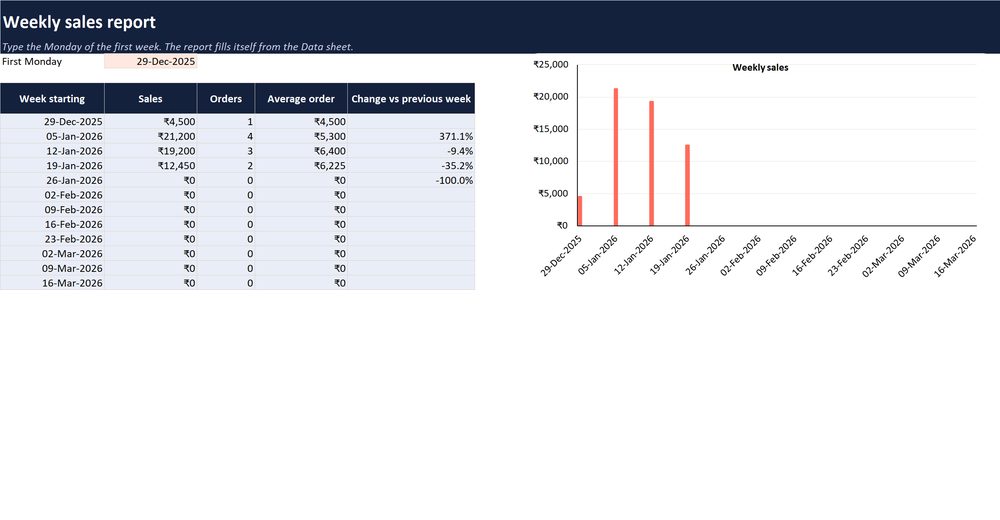 Weekly sales report
Type the Monday of the first week. The report fills itself from the Data sheet.
First Monday 29-Dec-2025
Week starting Sales Orders Average order Change vs previous week
29-Dec-2025 ₹4,500 1 ₹4,500
05-Jan-2026 ₹21,200 4 ₹5,300 371.1%
12-Jan-2026 ₹19,200 3 ₹6,400 -9.4%
19-Jan-2026 ₹12,450 2 ₹6,225 -35.2%
26-Jan-2026 ₹0 0 ₹0 -100.0%
02-Feb-2026 ₹0 0 ₹0
09-Feb-2026 ₹0 0 ₹0
16-Feb-2026 ₹0 0 ₹0
23-Feb-2026 ₹0 0 ₹0
02-Mar-2026 ₹0 0 ₹0
09-Mar-2026 ₹0 0 ₹0
16-Mar-2026 ₹0 0 ₹0
Weekly sales
₹25,000
₹20,000
₹15,000
₹10,000
₹5,000
₹0
29-Dec-2025 05-Jan-2026 12-Jan-2026 19-Jan-2026 26-Jan-2026 02-Feb-2026 09-Feb-2026 16-Feb-2026 23-Feb-2026 02-Mar-2026 09-Mar-2026 16-Mar-2026